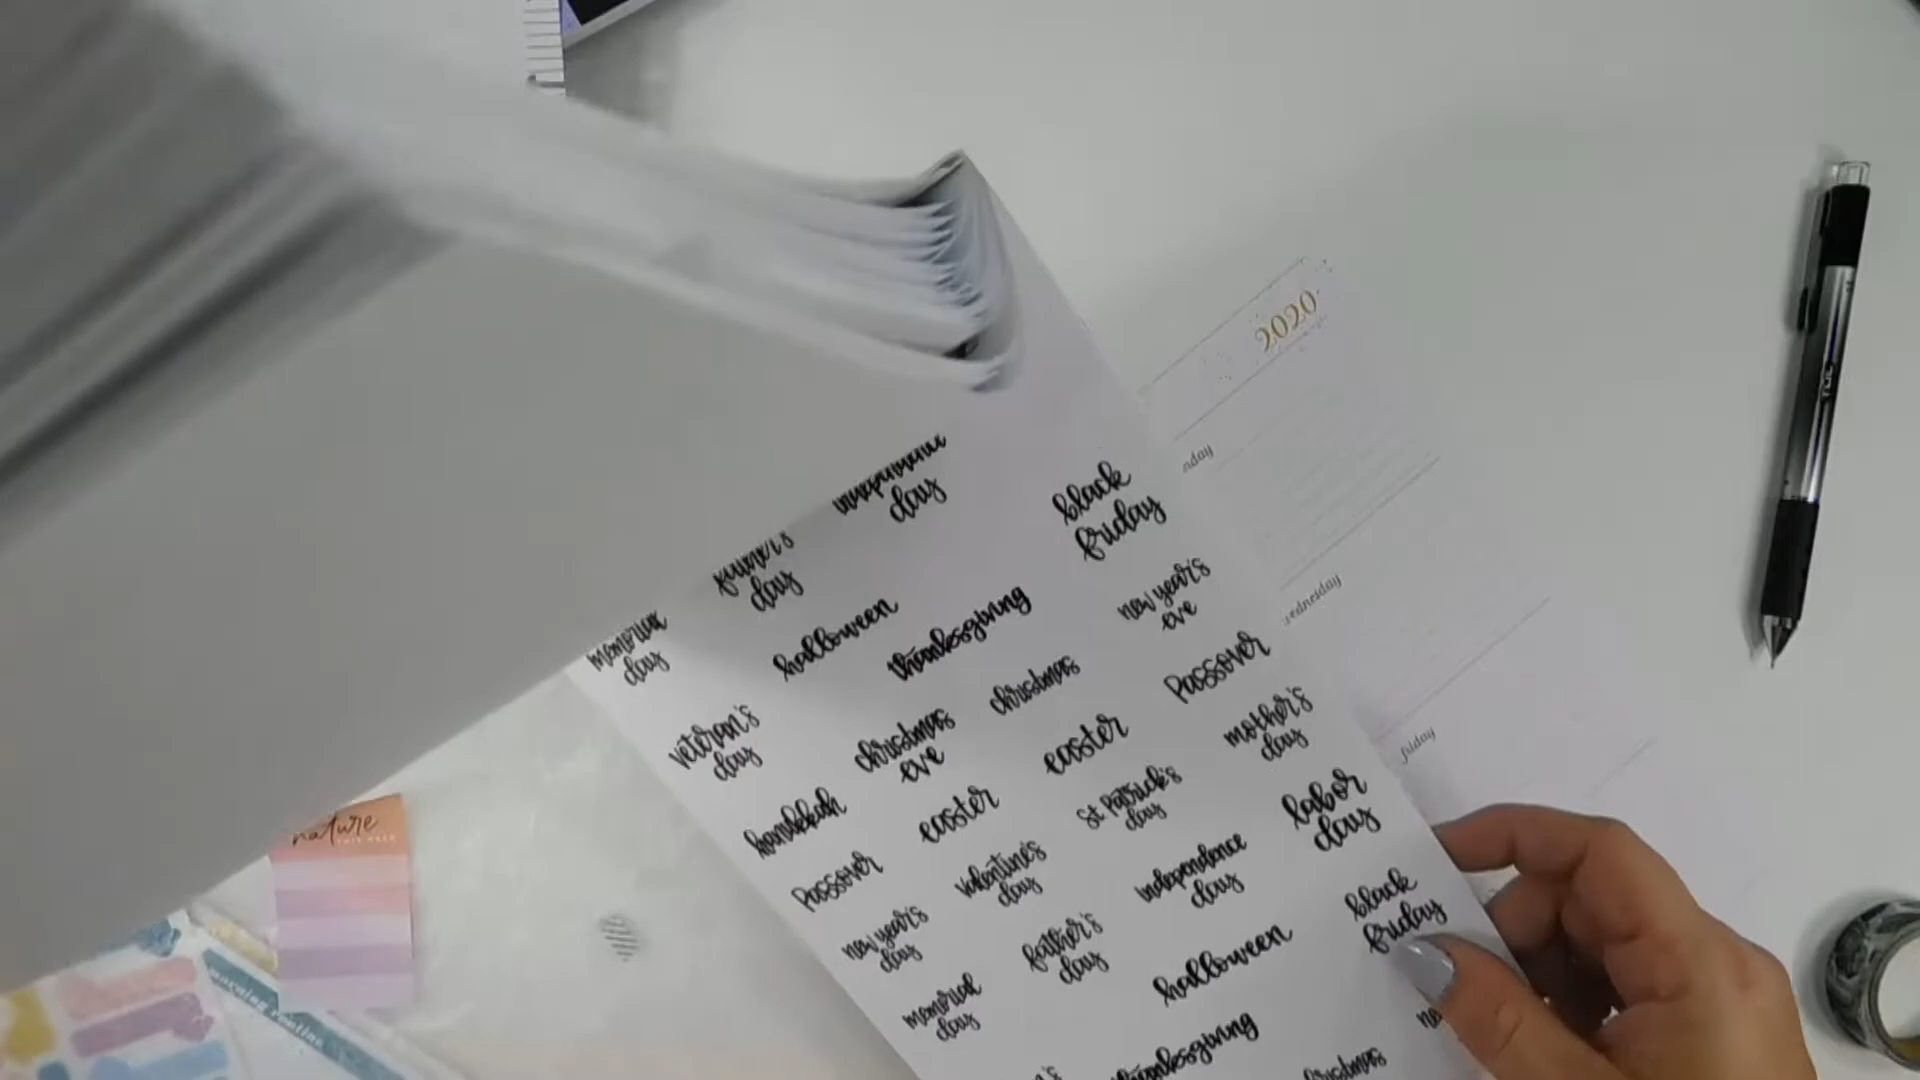 2020
day
black
friday
day
memorial
day
halloween
thanksgiving
new year's
eve
veteran's
day
christmas
eve
christmas
Passover
hanukkah
easter
easter
mother's
day
Passover
valentine's
day
St Patrick's
day
labor
day
new year's
day
father's
day
independence
day
black
friday
memorial
day
halloween
thanksgiving
christmas
wednesday
friday
nature
morning routine